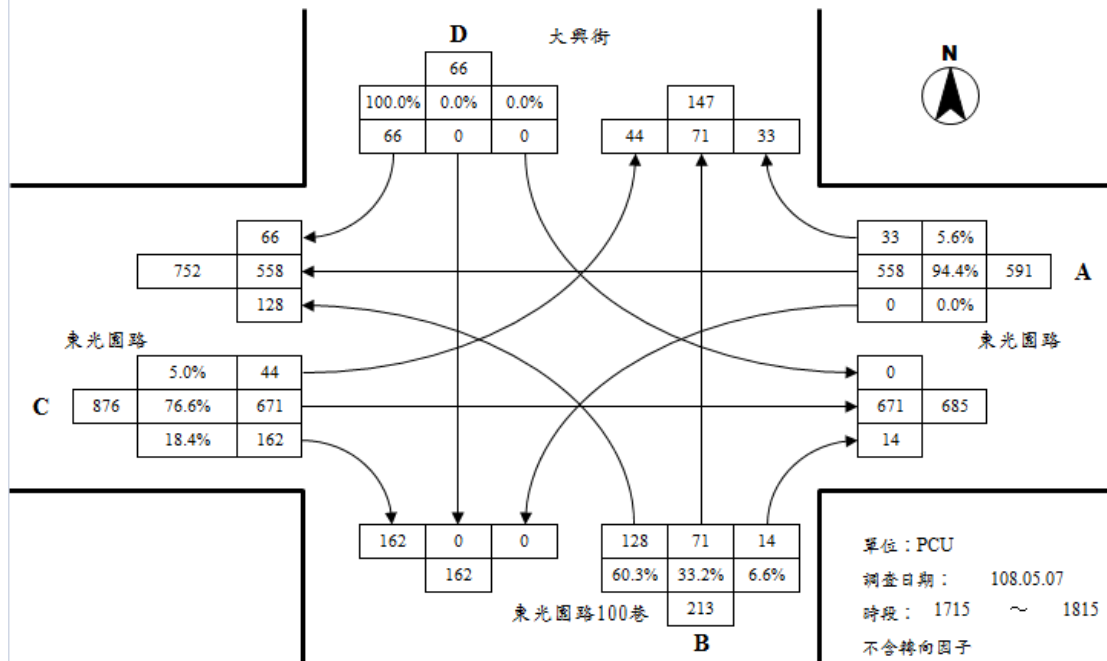 D
大興街
N
66
100.0% 0.0% 0.0%
66 0 0
147
44 71 33
66
752 558
128
33 5.6%
558 94.4% 591
0 0.0%
A
東光園路
東光園路
5.0% 44
C 876 76.6% 671
18.4% 162
0
671 685
14
162 0 0
162
128 71 14
60.3% 33.2% 6.6%
213
東光園路100巷
B
單位：PCU
調查日期： 108.05.07
時段： 1715 ～ 1815
不含轉向因子